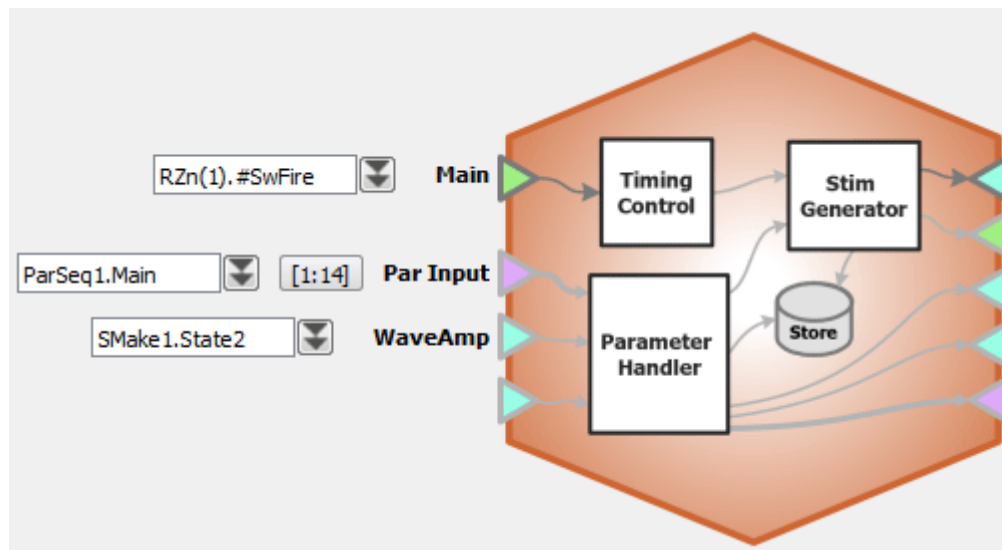 RZn(1).#SwFire
Main
ParSeq1.Main
[1:14]
Par Input
SMake1.State2
WaveAmp
Timing
Control
Stim
Generator
Parameter
Handler
Store